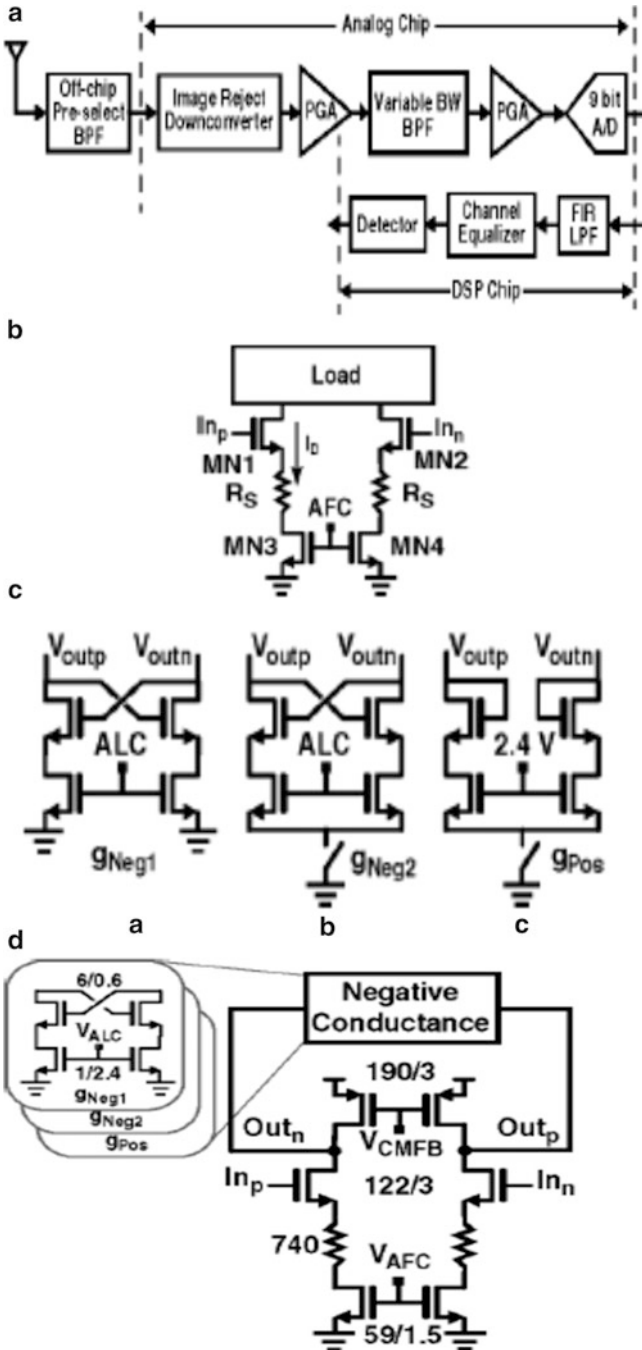 a
Analog Chip
Off-chip
Pre-select
BPF
Image Reject
Downconverter
PGA
Variable BW
BPF
PGA
9 bit
A/D
Detector
Channel
Equalizer
FIR
LPF
DSP Chip
b
Load
In_p
I_D
In_n
MN1
MN2
R_S
R_S
AFC
MN3
MN4
c
V_outp V_outn
V_outp V_outn
V_outp V_outn
ALC
ALC
2.4 V
g_Neg1
g_Neg2
g_Pos
a
b
c
d
6/0.6
V_ALC
1/2.4
g_Neg1
g_Neg2
g_Pos
Negative
Conductance
190/3
Out_n
V_CMFB
Out_p
In_p
122/3
In_n
740
V_AFC
59/1.5